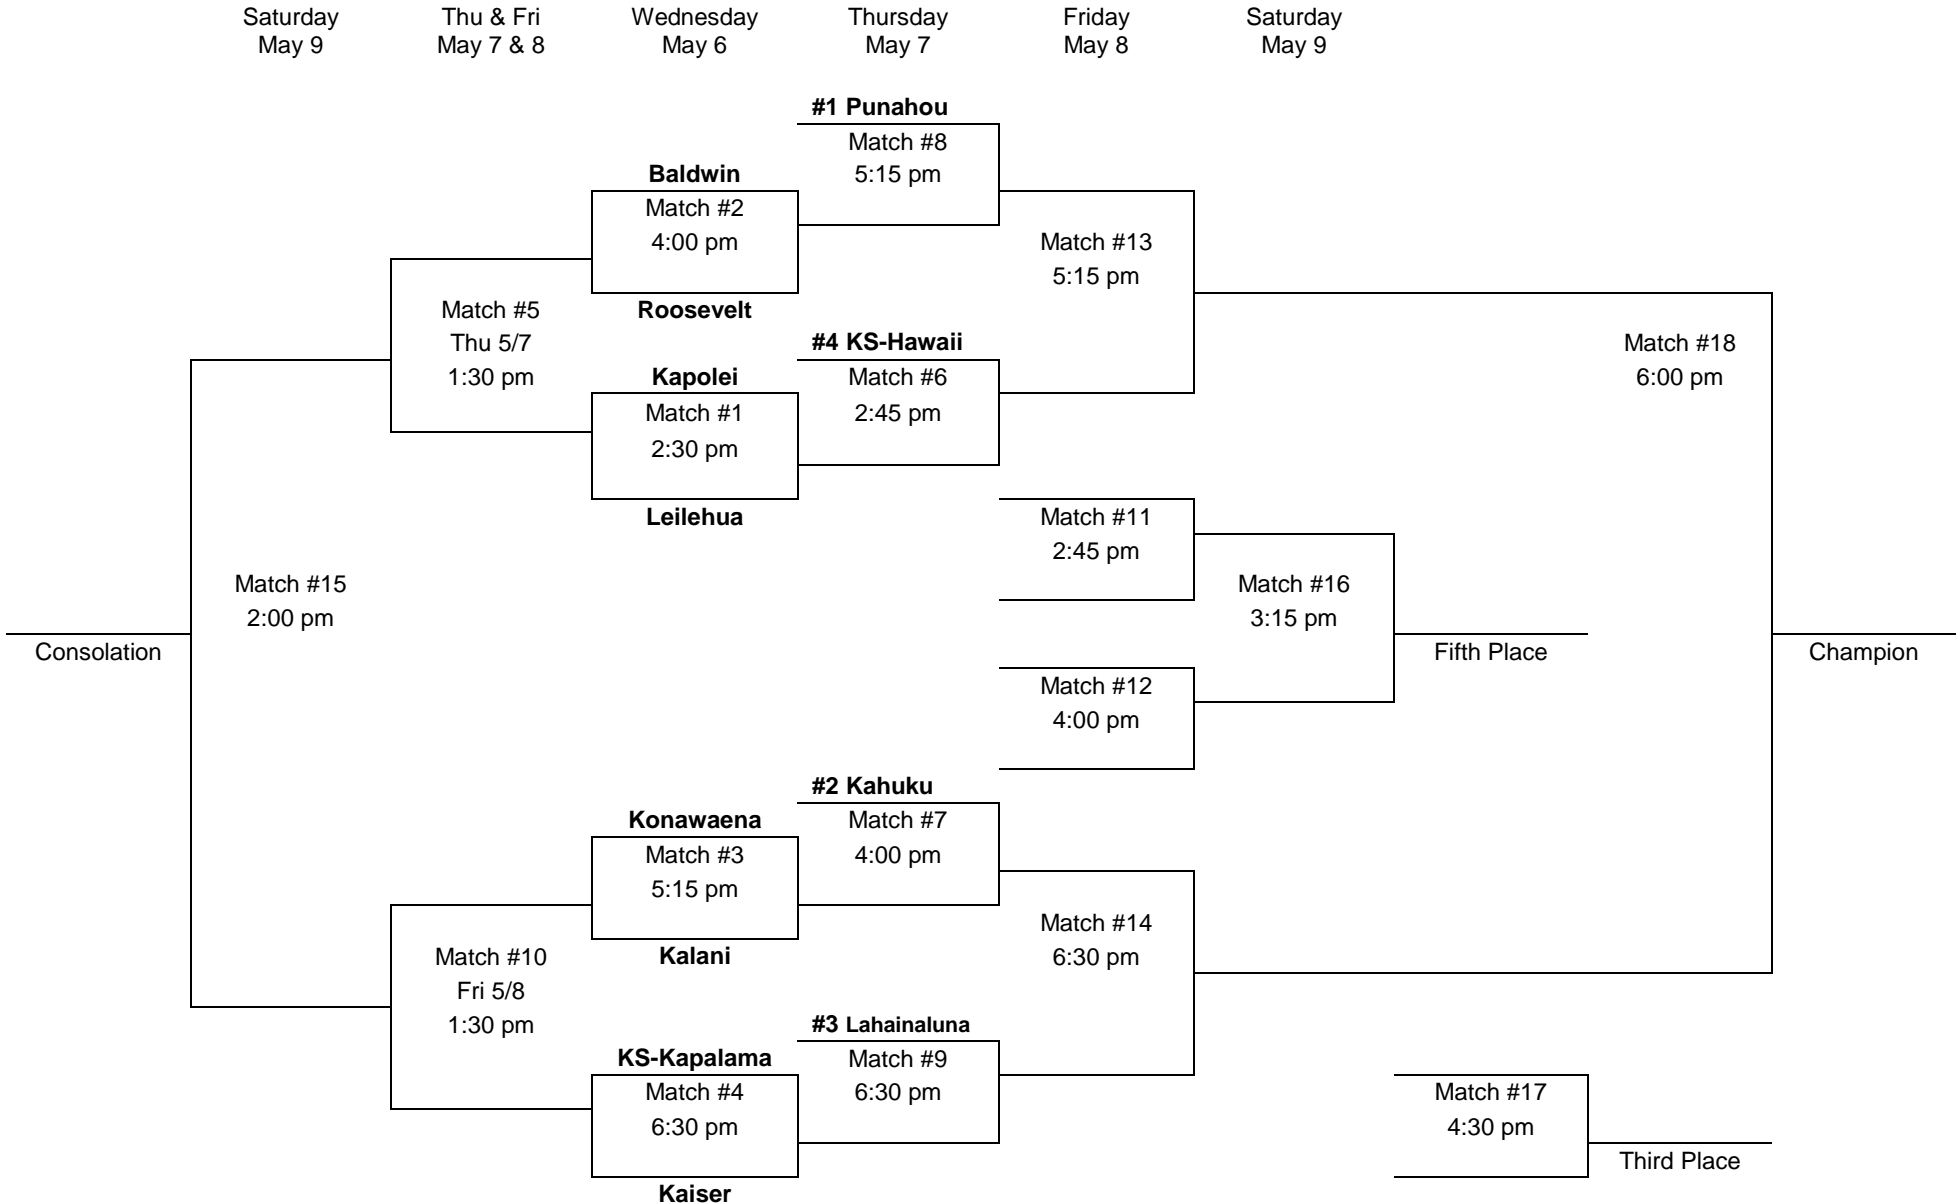 Saturday
May 9
Thu & Fri
May 7 & 8
Wednesday
May 6
Thursday
May 7
Friday
May 8
Saturday
May 9
#1 Punahou
Match #8
5:15 pm
Baldwin
Match #2
4:00 pm
Roosevelt
Match #13
5:15 pm
Match #5
Thu 5/7
1:30 pm
#4 KS-Hawaii
Match #6
2:45 pm
Match #18
6:00 pm
Kapolei
Match #1
2:30 pm
Leilehua
Match #11
2:45 pm
Match #15
2:00 pm
Match #16
3:15 pm
Consolation
Fifth Place
Champion
Match #12
4:00 pm
#2 Kahuku
Match #7
4:00 pm
Konawaena
Match #3
5:15 pm
Kalani
Match #14
6:30 pm
Match #10
Fri 5/8
1:30 pm
#3 Lahainaluna
Match #9
6:30 pm
KS-Kapalama
Match #4
6:30 pm
Kaiser
Match #17
4:30 pm
Third Place